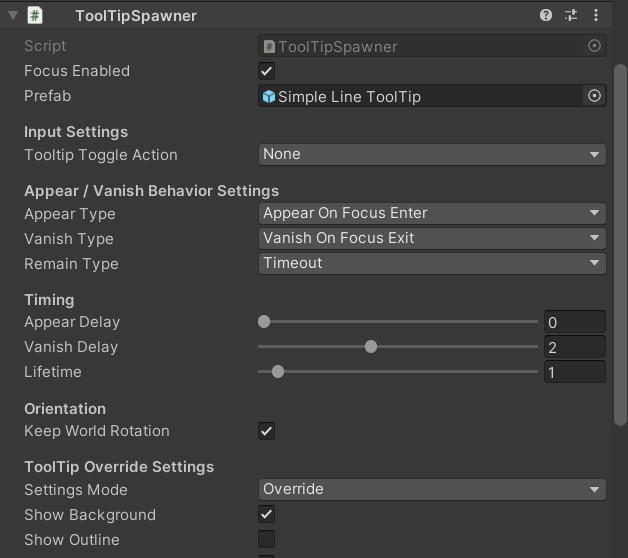 ToolTipSpawner
Script ToolTipSpawner
Focus Enabled
Prefab Simple Line ToolTip
Input Settings
Tooltip Toggle Action None
Appear / Vanish Behavior Settings
Appear Type Appear On Focus Enter
Vanish Type Vanish On Focus Exit
Remain Type Timeout
Timing
Appear Delay 0
Vanish Delay 2
Lifetime 1
Orientation
Keep World Rotation
ToolTip Override Settings
Settings Mode Override
Show Background
Show Outline